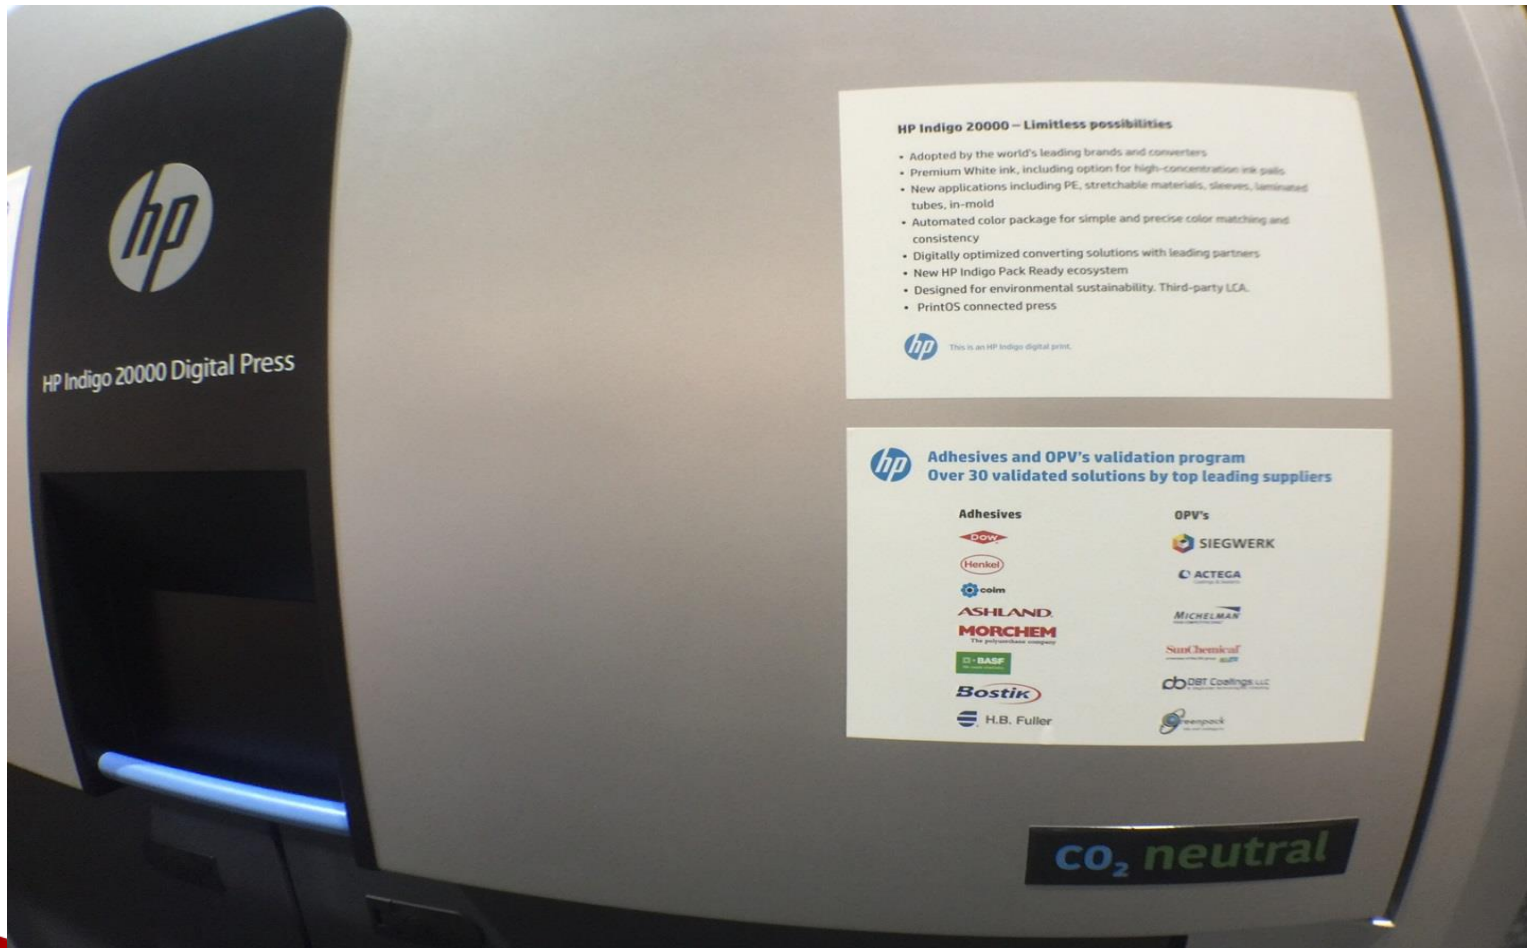 hp
HP Indigo 20000 Digital Press
HP Indigo 20000 – Limitless possibilities
• Adopted by the world's leading brands and converters
• Premium White ink, including option for high-concentration ink pails
• New applications including PE, stretchable materials, sleeves, laminated
tubes, in-mold
• Automated color package for simple and precise color matching and
consistency
• Digitally optimized converting solutions with leading partners
• New HP Indigo Pack Ready ecosystem
• Designed for environmental sustainability. Third-party LCA.
• PrintOS connected press
hp
This is an HP Indigo digital print.
hp
Adhesives and OPV's validation program
Over 30 validated solutions by top leading suppliers
Adhesives
Dow
Henkel
coim
ASHLAND.
MORCHEM
The polyurethane company
BASF
Bostik
H.B. Fuller
OPV's
SIEGWERK
ACTEGA
MICHELMAN
SunChemical
DBT Coatings LLC
Greenpack
CO2 neutral